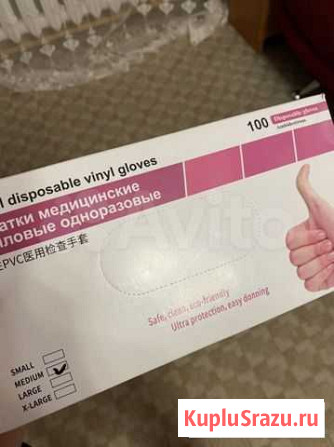 100 Disposable gloves
l disposable vinyl gloves
атки медицинские
иловые одноразовые
PVC医用检查手套
Avito
Safe, clean, eco-friendly
Ultra protection, easy donning
SMALL
MEDIUM
LARGE
X-LARGE
KupluSrazu.ru